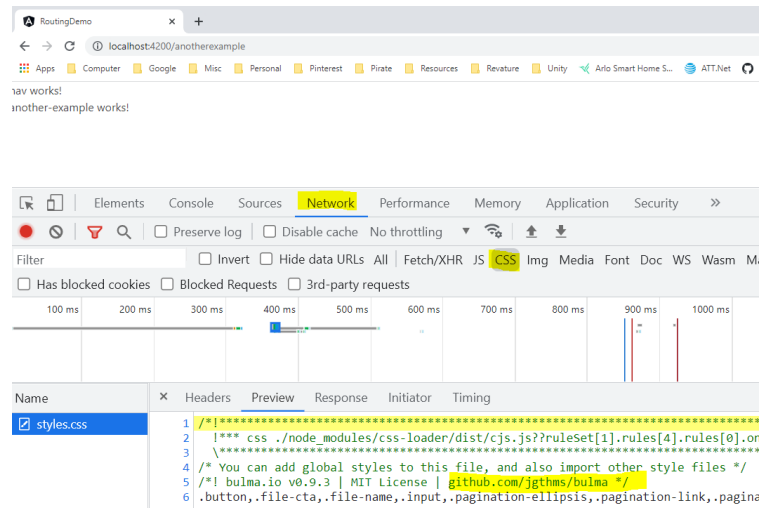 RoutingDemo × +
localhost:4200/anotherexample
Apps Computer Google Misc Personal Pinterest Pirate Resources Revature Unity Arlo Smart Home S... ATT.Net
nav works!
another-example works!
Elements Console Sources Network Performance Memory Application Security »
Preserve log Disable cache No throttling ▼
Filter Invert Hide data URLs All Fetch/XHR JS CSS Img Media Font Doc WS Wasm
Has blocked cookies Blocked Requests 3rd-party requests
100 ms 200 ms 300 ms 400 ms 500 ms 600 ms 700 ms 800 ms 900 ms 1000 ms
Name × Headers Preview Response Initiator Timing
styles.css
1 /*!*****************************************************************************
2 !*** css ./node_modules/css-loader/dist/cjs.js??ruleSet[1].rules[4].rules[0].on
3 \*****************************************************************************
4 /* You can add global styles to this file, and also import other style files */
5 /*! bulma.io v0.9.3 | MIT License | github.com/jgthms/bulma */
6 .button,.file-cta,.file-name,.input,.pagination-ellipsis,.pagination-link,.pagina